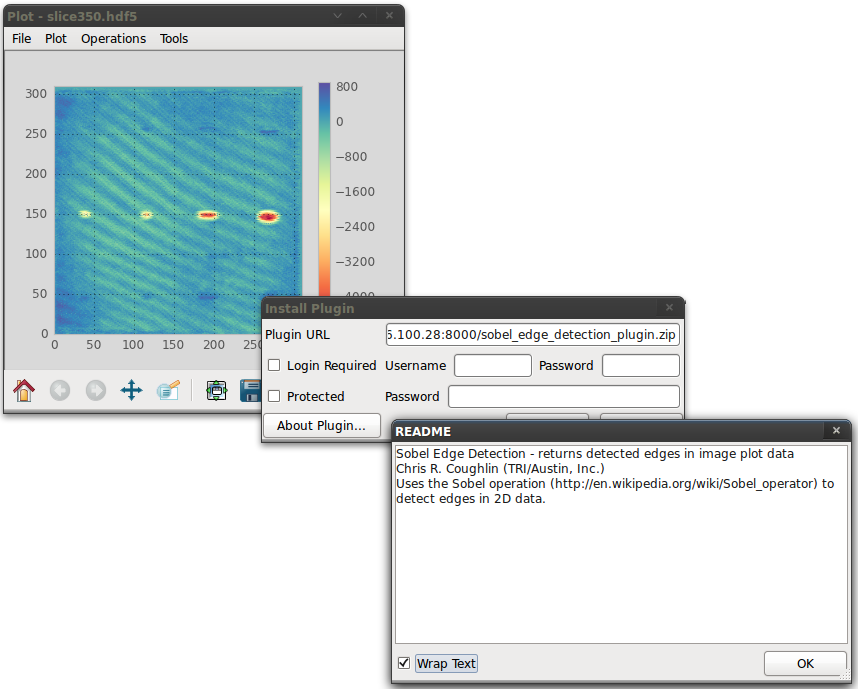 Plot - slice350.hdf5
File Plot Operations Tools
300
250
200
150
100
50
0
0 50 100 150 200
800
0
−800
−1600
−2400
−3200
Install Plugin
Plugin URL .100.28:8000/sobel_edge_detection_plugin.zip
Login Required Username Password
Protected Password
About Plugin...
README
Sobel Edge Detection - returns detected edges in image plot data
Chris R. Coughlin (TRI/Austin, Inc.)
Uses the Sobel operation (http://en.wikipedia.org/wiki/Sobel_operator) to
detect edges in 2D data.
Wrap Text OK